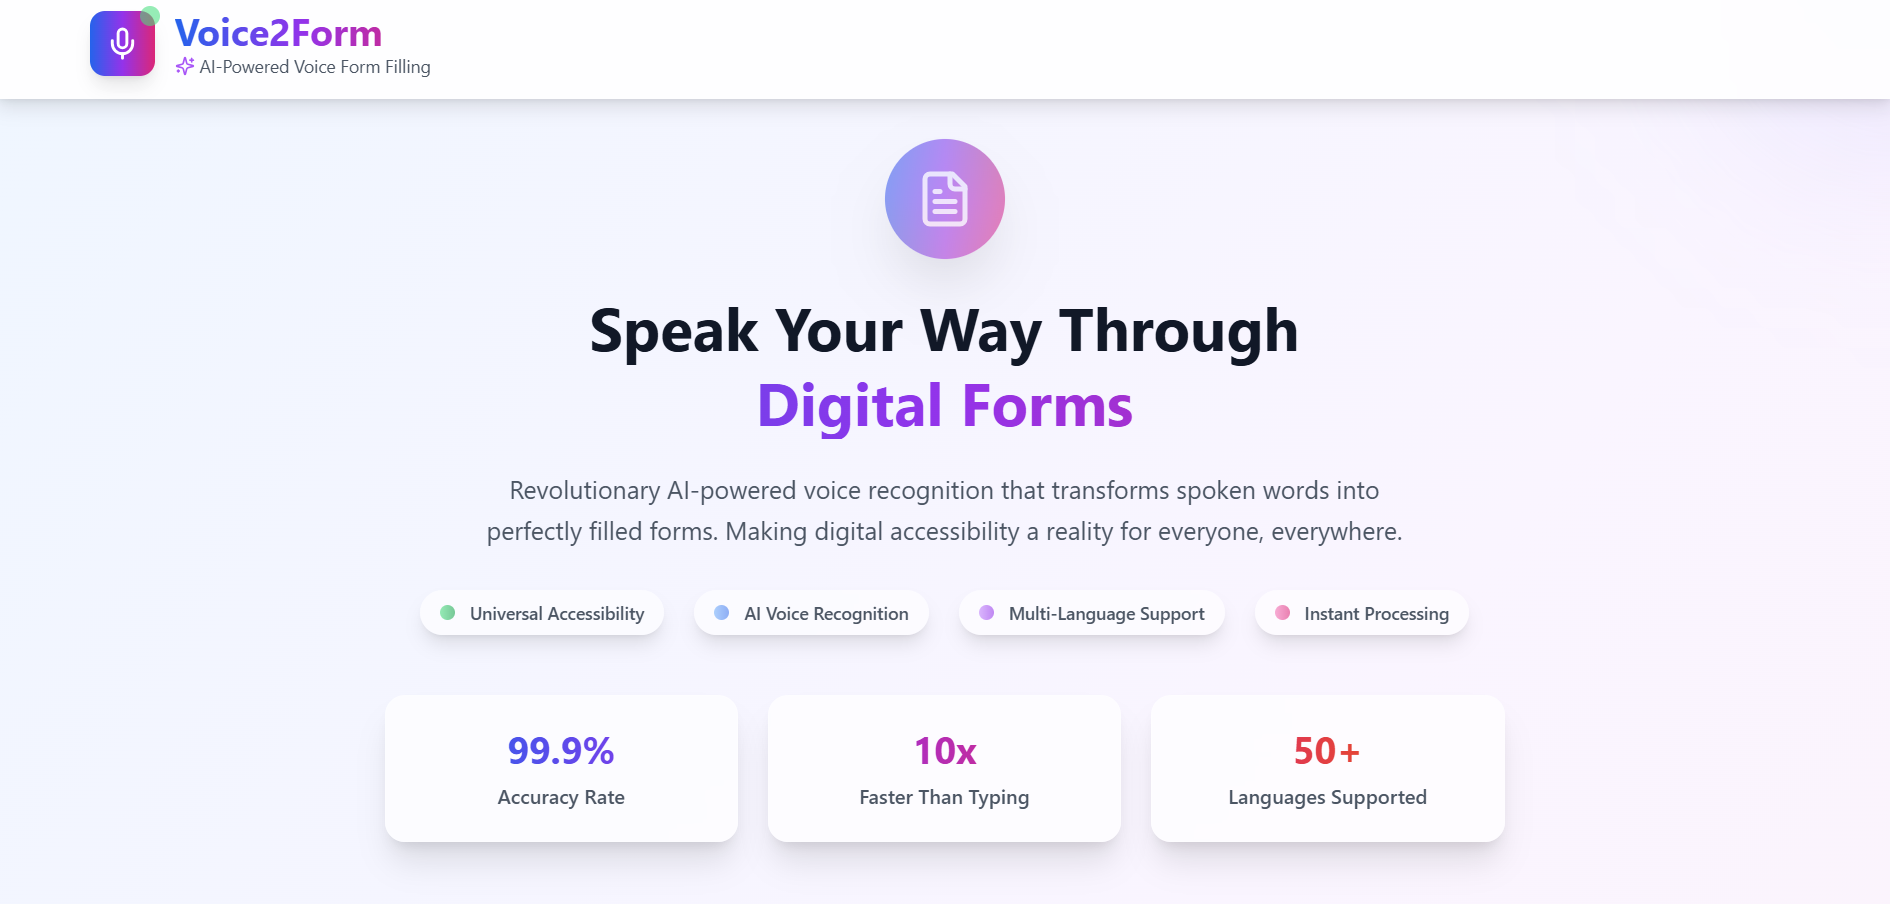 Voice2Form
AI-Powered Voice Form Filling
Speak Your Way Through
Digital Forms
Revolutionary AI-powered voice recognition that transforms spoken words into
perfectly filled forms. Making digital accessibility a reality for everyone, everywhere.
Universal Accessibility
AI Voice Recognition
Multi-Language Support
Instant Processing
99.9%
Accuracy Rate
10x
Faster Than Typing
50+
Languages Supported